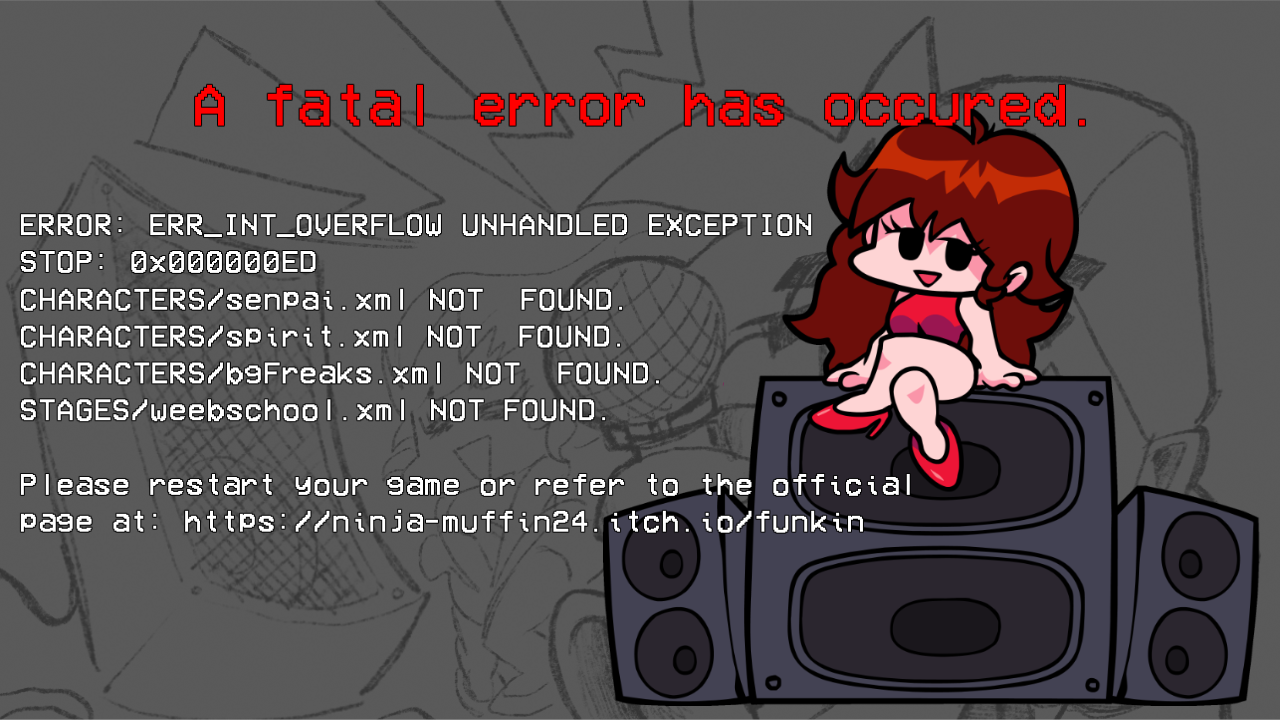 A fatal error has occured.
ERROR: ERR_INT_OVERFLOW UNHANDLED EXCEPTION
STOP: 0x000000ED
CHARACTERS/senpai.xml NOT  FOUND.
CHARACTERS/spirit.xml NOT  FOUND.
CHARACTERS/bgFreaks.xml NOT  FOUND.
STAGES/weebschool.xml NOT FOUND.
Please restart your game or refer to the official
page at: https://ninja-muffin24.itch.io/funkin